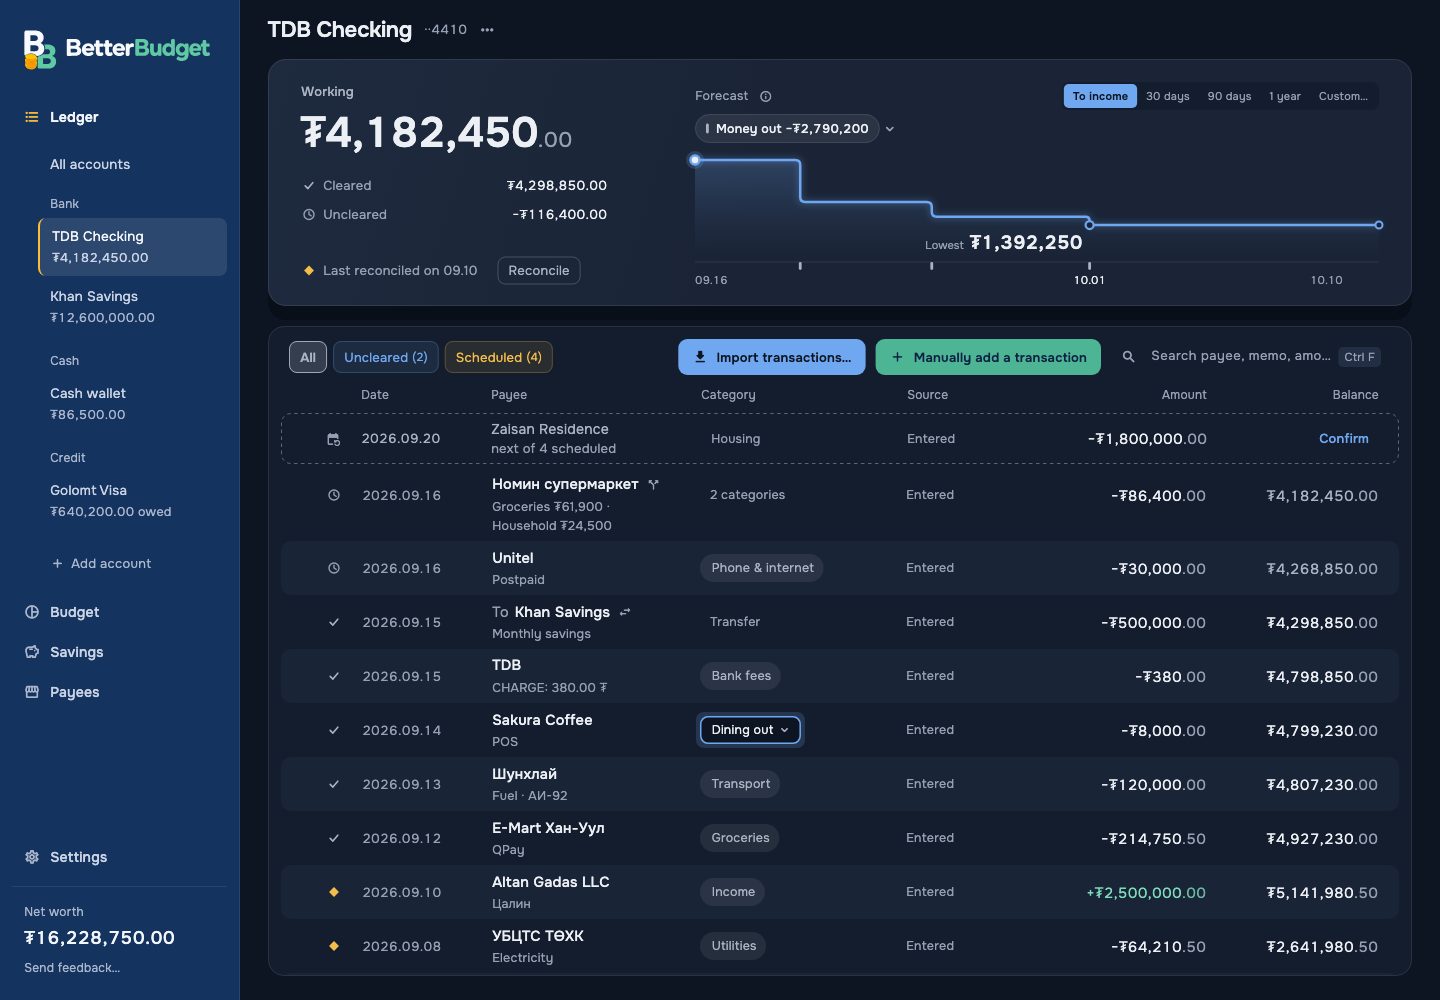 BetterBudget
Ledger
All accounts
Bank
TDB Checking
₮4,182,450.00
Khan Savings
₮12,600,000.00
Cash
Cash wallet
₮86,500.00
Credit
Golomt Visa
₮640,200.00 owed
+ Add account
Budget
Savings
Payees
Settings
Net worth
₮16,228,750.00
Send feedback...
TDB Checking ··4410 •••
Working
₮4,182,450.00
Cleared ₮4,298,850.00
Uncleared -₮116,400.00
Last reconciled on 09.10 Reconcile
Forecast
To income 30 days 90 days 1 year Custom...
Money out -₮2,790,200
Lowest ₮1,392,250
09.16 10.01 10.10
All Uncleared (2) Scheduled (4) Import transactions... + Manually add a transaction Search payee, memo, amo... Ctrl F
Date Payee Category Source Amount Balance
2026.09.20 Zaisan Residence Housing Entered -₮1,800,000.00 Confirm
next of 4 scheduled
2026.09.16 Номин супермаркет 2 categories Entered -₮86,400.00 ₮4,182,450.00
Groceries ₮61,900 ·
Household ₮24,500
2026.09.16 Unitel Phone & internet Entered -₮30,000.00 ₮4,268,850.00
Postpaid
2026.09.15 To Khan Savings Transfer Entered -₮500,000.00 ₮4,298,850.00
Monthly savings
2026.09.15 TDB Bank fees Entered -₮380.00 ₮4,798,850.00
CHARGE: 380.00 ₮
2026.09.14 Sakura Coffee Dining out Entered -₮8,000.00 ₮4,799,230.00
POS
2026.09.13 Шунхлай Transport Entered -₮120,000.00 ₮4,807,230.00
Fuel · АИ-92
2026.09.12 E-Mart Хан-Уул Groceries Entered -₮214,750.50 ₮4,927,230.00
QPay
2026.09.10 Altan Gadas LLC Income Entered +₮2,500,000.00 ₮5,141,980.50
Цалин
2026.09.08 УБЦТС ТӨХК Utilities Entered -₮64,210.50 ₮2,641,980.50
Electricity